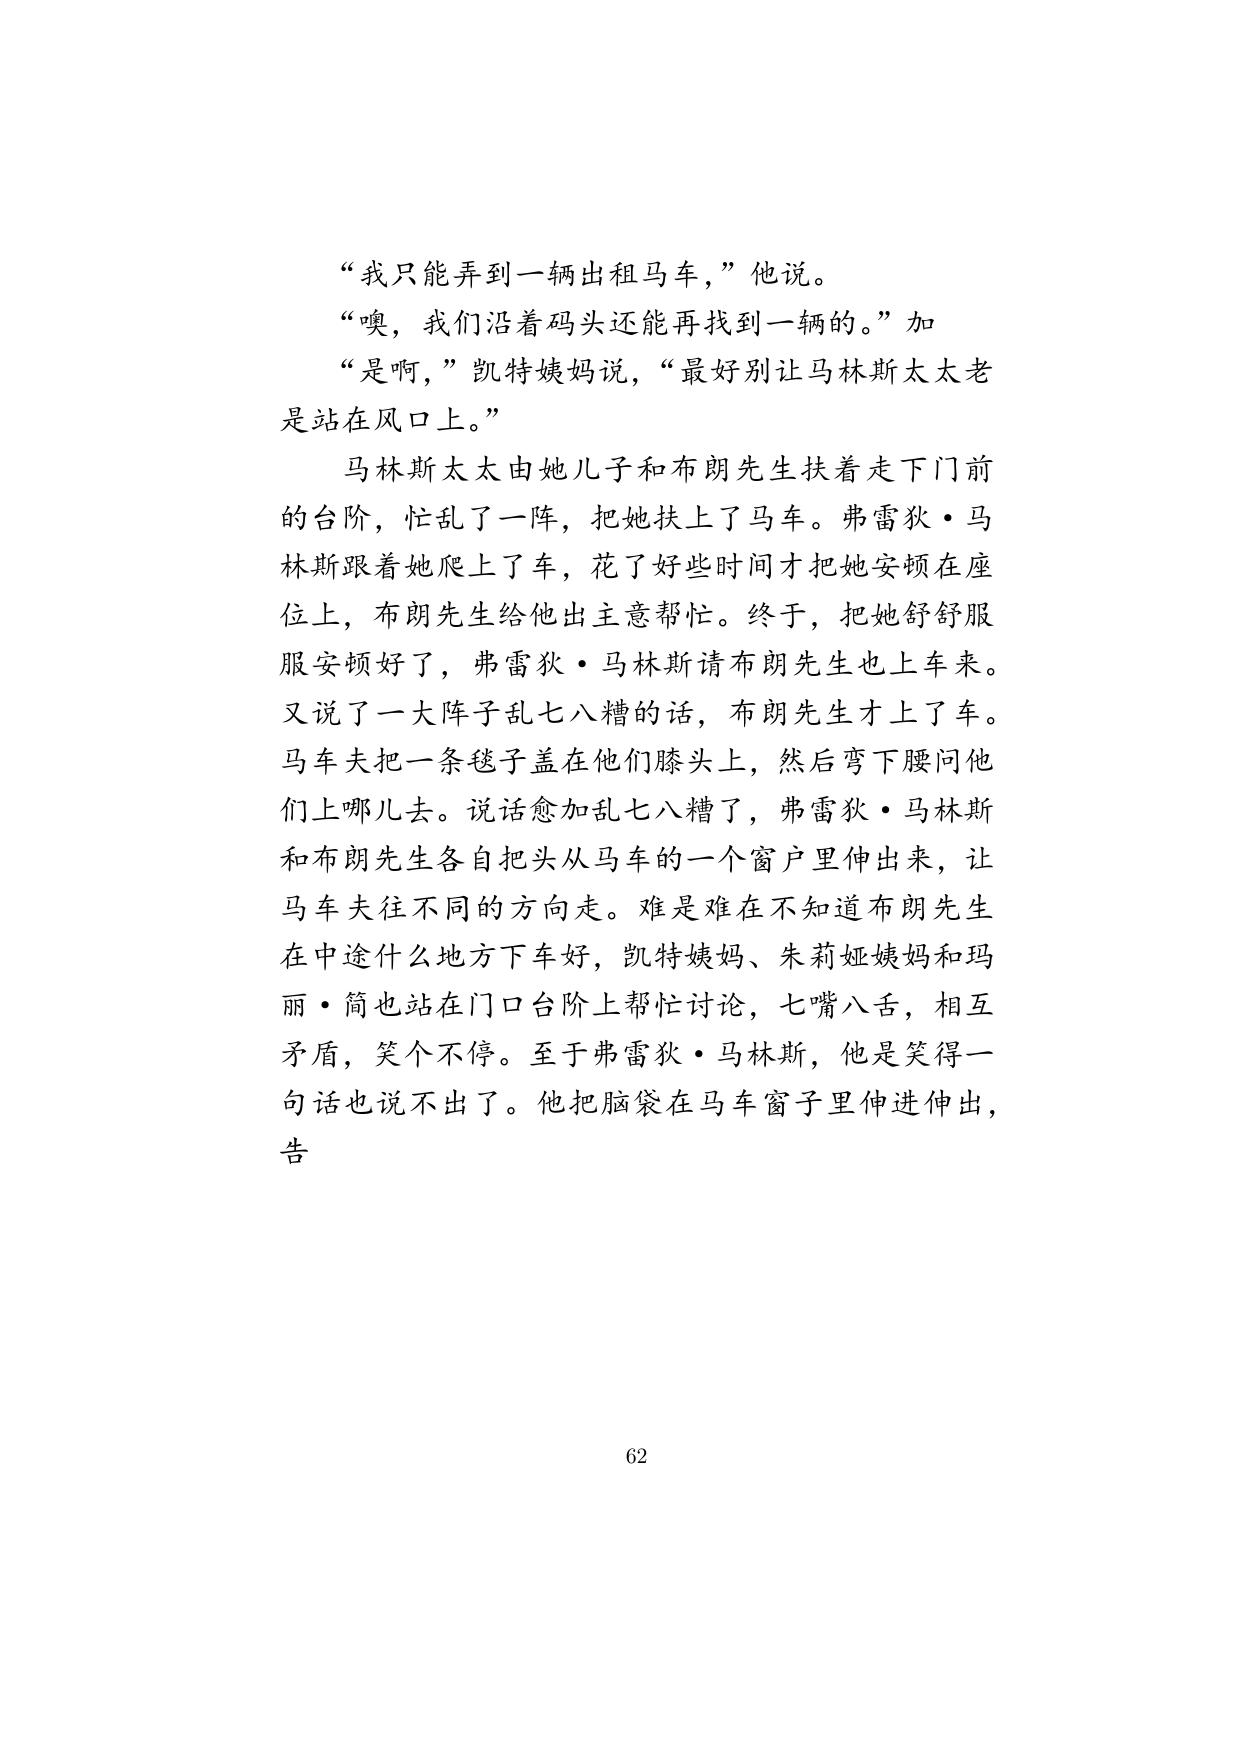 “我只能弄到一辆出租马车，”他说。
“噢，我们沿着码头还能再找到一辆的。”加
“是啊，”凯特姨妈说，“最好别让马林斯太太老
是站在风口上。”
马林斯太太由她儿子和布朗先生扶着走下门前
的台阶，忙乱了一阵，把她扶上了马车。弗雷狄·马
林斯跟着她爬上了车，花了好些时间才把她安顿在座
位上，布朗先生给他出主意帮忙。终于，把她舒舒服
服安顿好了，弗雷狄·马林斯请布朗先生也上车来。
又说了一大阵子乱七八糟的话，布朗先生才上了车。
马车夫把一条毯子盖在他们膝头上，然后弯下腰问他
们上哪儿去。说话愈加乱七八糟了，弗雷狄·马林斯
和布朗先生各自把头从马车的一个窗户里伸出来，让
马车夫往不同的方向走。难是难在不知道布朗先生
在中途什么地方下车好，凯特姨妈、朱莉娅姨妈和玛
丽·简也站在门口台阶上帮忙讨论，七嘴八舌，相互
矛盾，笑个不停。至于弗雷狄·马林斯，他是笑得一
句话也说不出了。他把脑袋在马车窗子里伸进伸出，
告
62